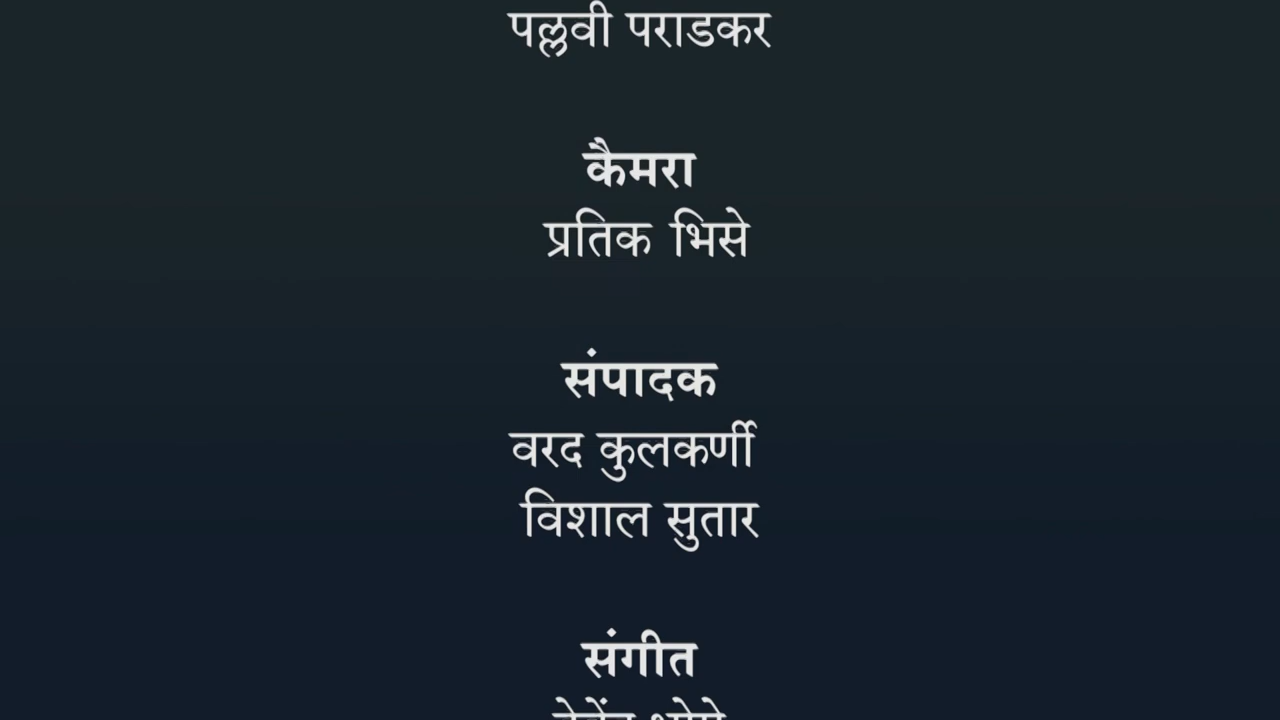 पल्लवी पराडकर
कैमरा
प्रतिक भिसे
संपादक
वरद कुलकर्णी
विशाल सुतार
संगीत